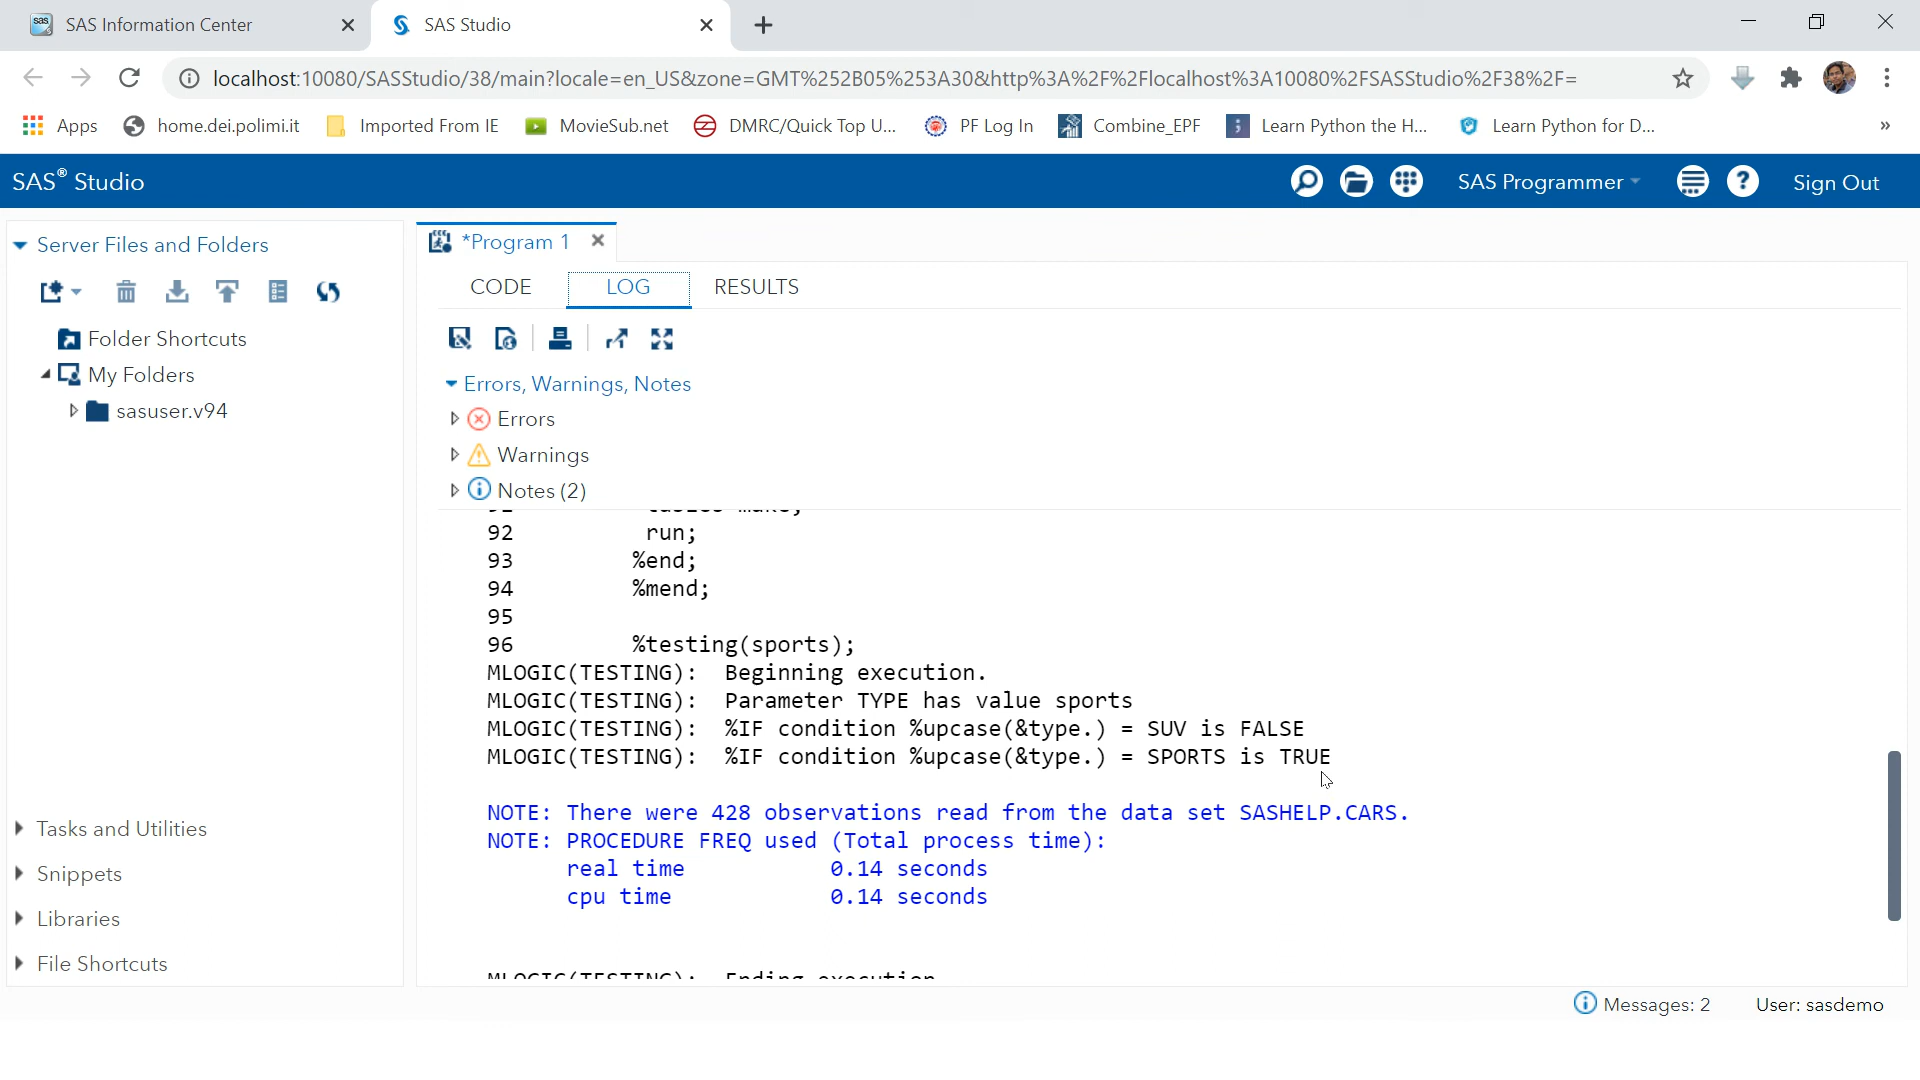 SAS Information Center
SAS Studio
localhost:10080/SASStudio/38/main?locale=en_US&zone=GMT%252B05%253A30&http%3A%2F%2Flocalhost%3A10080%2FSASStudio%2F38%2F=
Apps
home.dei.polimi.it
Imported From IE
MovieSub.net
DMRC/Quick Top U...
PF Log In
Combine_EPF
Learn Python the H...
Learn Python for D...
»
SAS® Studio
SAS Programmer
Sign Out
Server Files and Folders
Folder Shortcuts
My Folders
sasuser.v94
Tasks and Utilities
Snippets
Libraries
File Shortcuts
*Program 1
CODE
LOG
RESULTS
Errors, Warnings, Notes
Errors
Warnings
Notes (2)
92 run;
93 %end;
94 %mend;
95
96 %testing(sports);
MLOGIC(TESTING): Beginning execution.
MLOGIC(TESTING): Parameter TYPE has value sports
MLOGIC(TESTING): %IF condition %upcase(&type.) = SUV is FALSE
MLOGIC(TESTING): %IF condition %upcase(&type.) = SPORTS is TRUE
NOTE: There were 428 observations read from the data set SASHELP.CARS.
NOTE: PROCEDURE FREQ used (Total process time):
real time 0.14 seconds
cpu time 0.14 seconds
MLOGIC(TESTING): Ending execution
Messages: 2
User: sasdemo